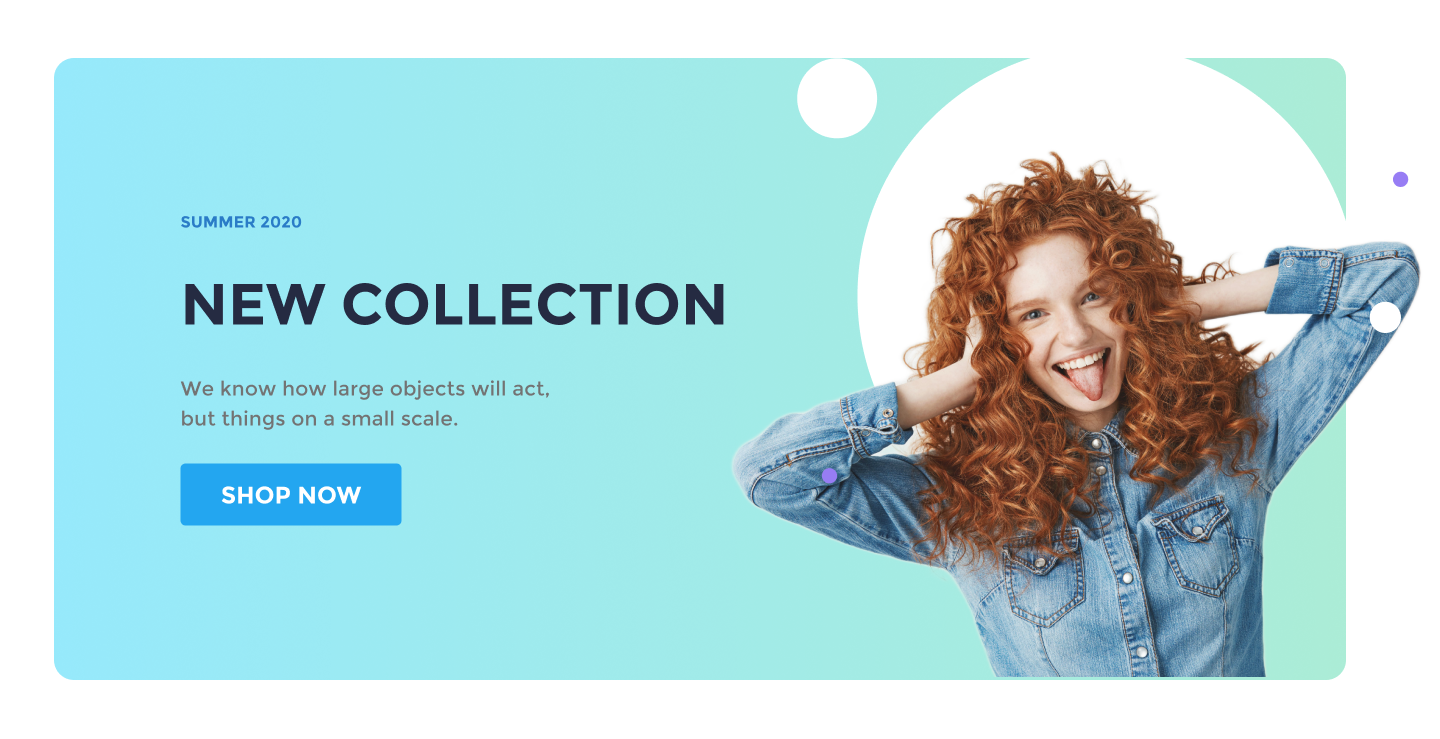 SUMMER 2020
NEW COLLECTION
We know how large objects will act,
but things on a small scale.
SHOP NOW